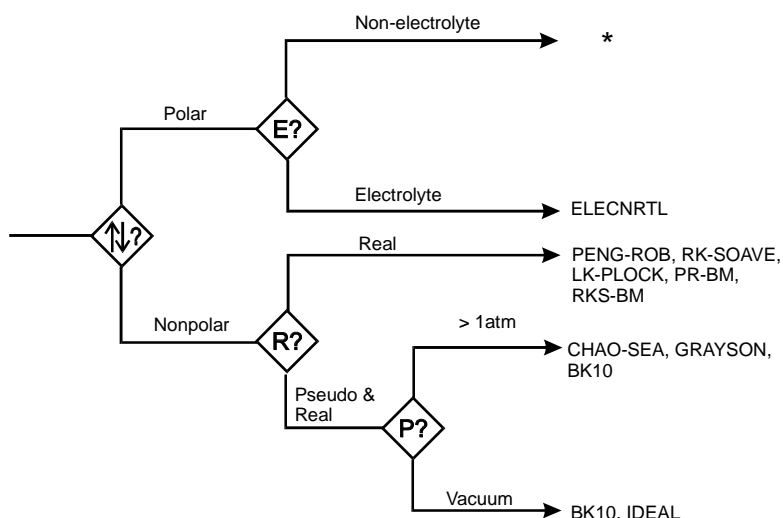 Non-electrolyte
*
Polar
E?
Electrolyte
ELECNRTL
⇅?
Real
PENG-ROB, RK-SOAVE,
LK-PLOCK, PR-BM,
RKS-BM
Nonpolar
R?
> 1atm
CHAO-SEA, GRAYSON,
BK10
Pseudo &
Real
P?
Vacuum
BK10, IDEAL